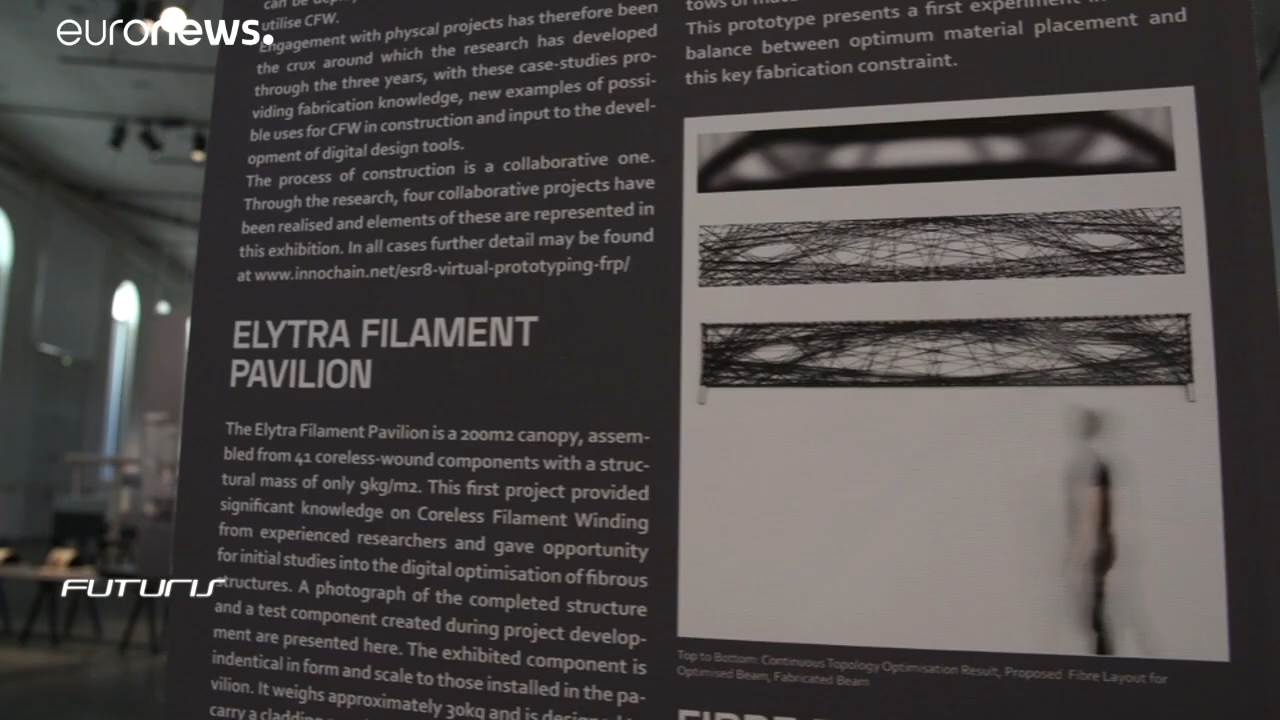 euronews.
can be
utilise CFW.
Engagement with physcal projects has therefore been
the crux around which the research has developed
through the three years, with these case-studies pro-
viding fabrication knowledge, new examples of possi-
ble uses for CFW in construction and input to the devel-
opment of digital design tools.
The process of construction is a collaborative one.
Through the research, four collaborative projects have
been realised and elements of these are represented in
this exhibition. In all cases further detail may be found
at www.innochain.net/esr8-virtual-prototyping-frp/
ELYTRA FILAMENT
PAVILION
The Elytra Filament Pavilion is a 200m2 canopy, assem-
bled from 41 coreless-wound components with a struc-
tural mass of only 9kg/m2. This first project provided
significant knowledge on Coreless Filament Winding
from experienced researchers and gave opportunity
for initial studies into the digital optimisation of fibrous
structures. A photograph of the completed structure
and a test component created during project develop-
ment are presented here. The exhibited component is
indentical in form and scale to those installed in the pa-
vilion. It weighs approximately 30kg and is
carry a
tows of
This prototype presents a first experiment
balance between optimum material placement and
this key fabrication constraint.
Top to Bottom: Continuous Topology Optimisation Result, Proposed Fibre Layout for
Optimised Beam, Fabricated Beam
FUTURIS